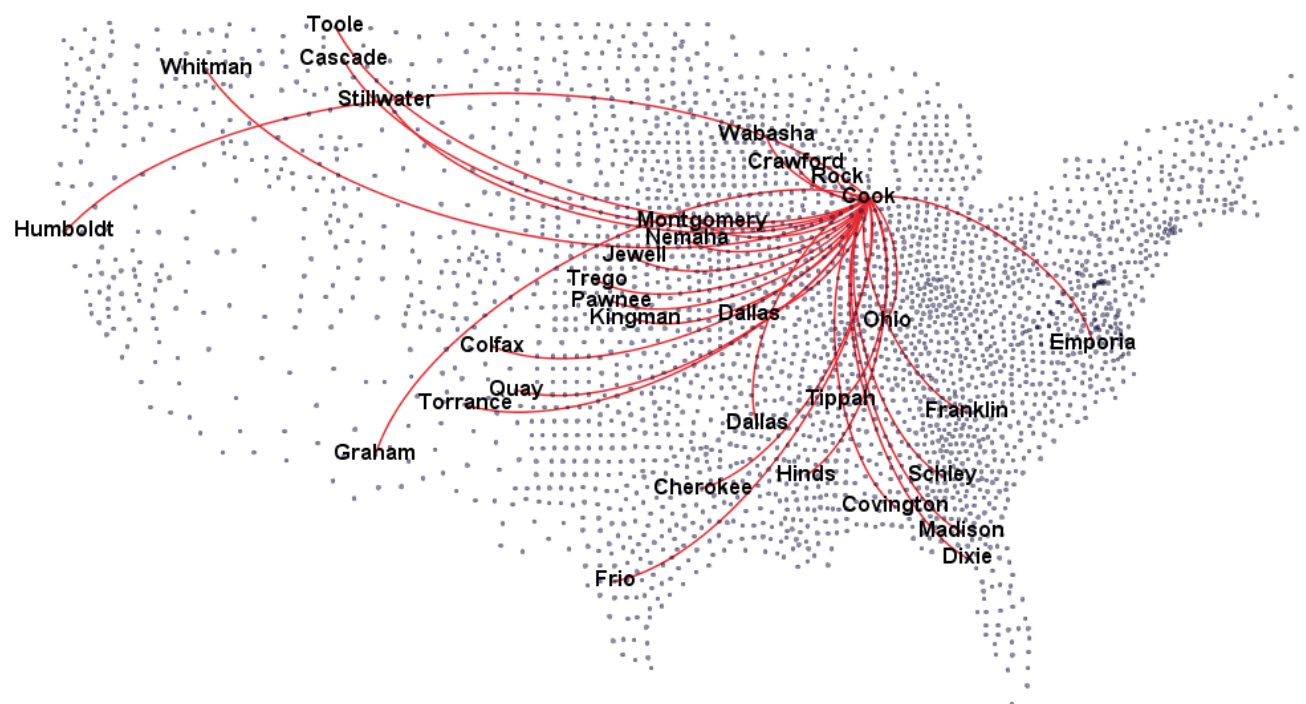 Toole
Cascade
Whitman
Stillwater
Wabasha
Crawford
Rock
Cook
Humboldt
Montgomery
Nemaha
Jewell
Trego
Pawnee
Kingman
Dallas
Ohio
Emporia
Colfax
Quay
Torrance
Tippah
Franklin
Dallas
Graham
Cherokee
Hinds
Schley
Covington
Madison
Dixie
Frio